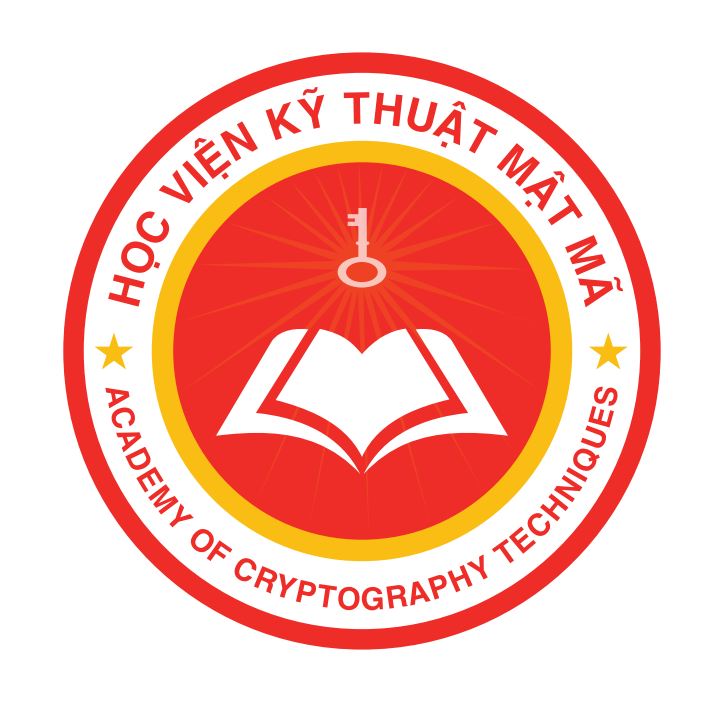 HỌC VIỆN KỸ THUẬT MẬT MÃ
ACADEMY OF CRYPTOGRAPHY TECHNIQUES